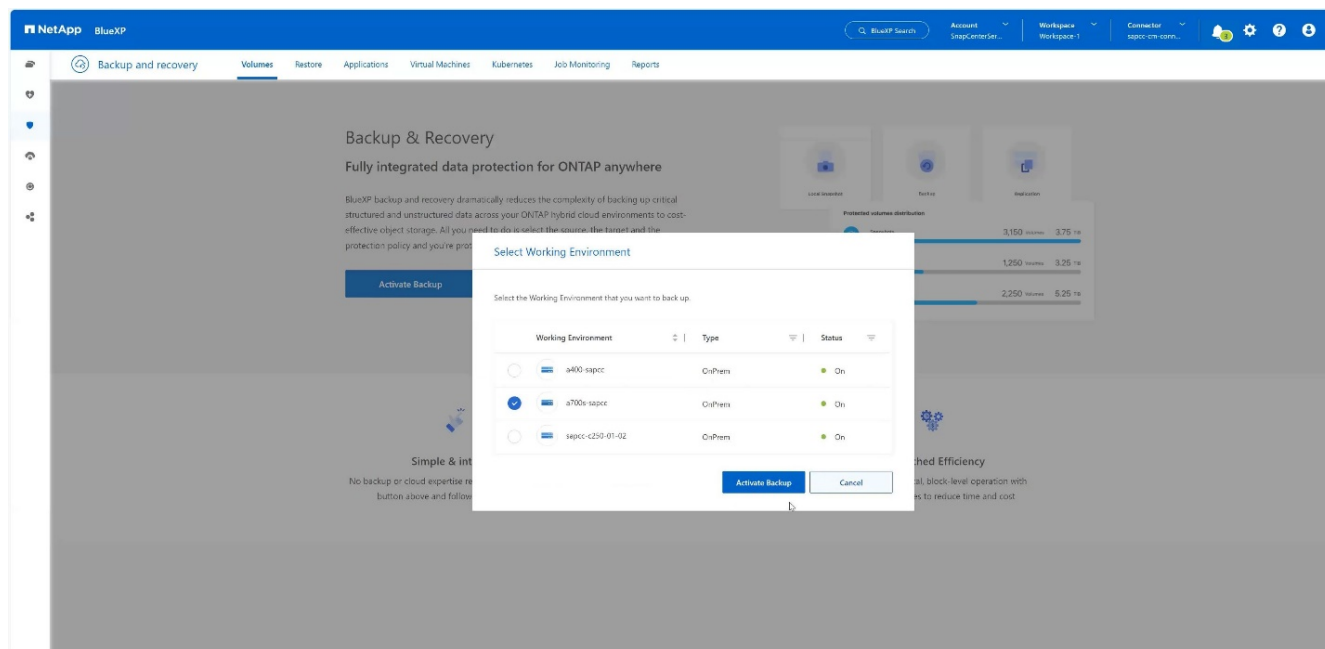 NetApp BlueXP
BlueXP Search
Account
SnapCenterSer...
Workspace
Workspace-1
Connector
sapcc-cm-conn...
Backup and recovery
Volumes Restore Applications Virtual Machines Kubernetes Job Monitoring Reports
Backup & Recovery
Fully integrated data protection for ONTAP anywhere
BlueXP backup and recovery dramatically reduces the complexity of backing up critical
structured and unstructured data across your ONTAP hybrid cloud environments to cost-
effective object storage. All you need to do is select the source, the target and the
protection policy and you're prot
Activate Backup
Replication
Protected volumes distribution
3,150 volumes 3.75 TiB
1,250 volumes 3.25 TiB
2,250 volumes 5.25 TiB
Select Working Environment
Select the Working Environment that you want to back up.
Working Environment Type Status
a400-sapcc OnPrem On
a700s-sapcc OnPrem On
sapcc-c250-01-02 OnPrem On
Activate Backup Cancel
Simple & int
No backup or cloud expertise re
button above and follow
ched Efficiency
al, block-level operation with
es to reduce time and cost